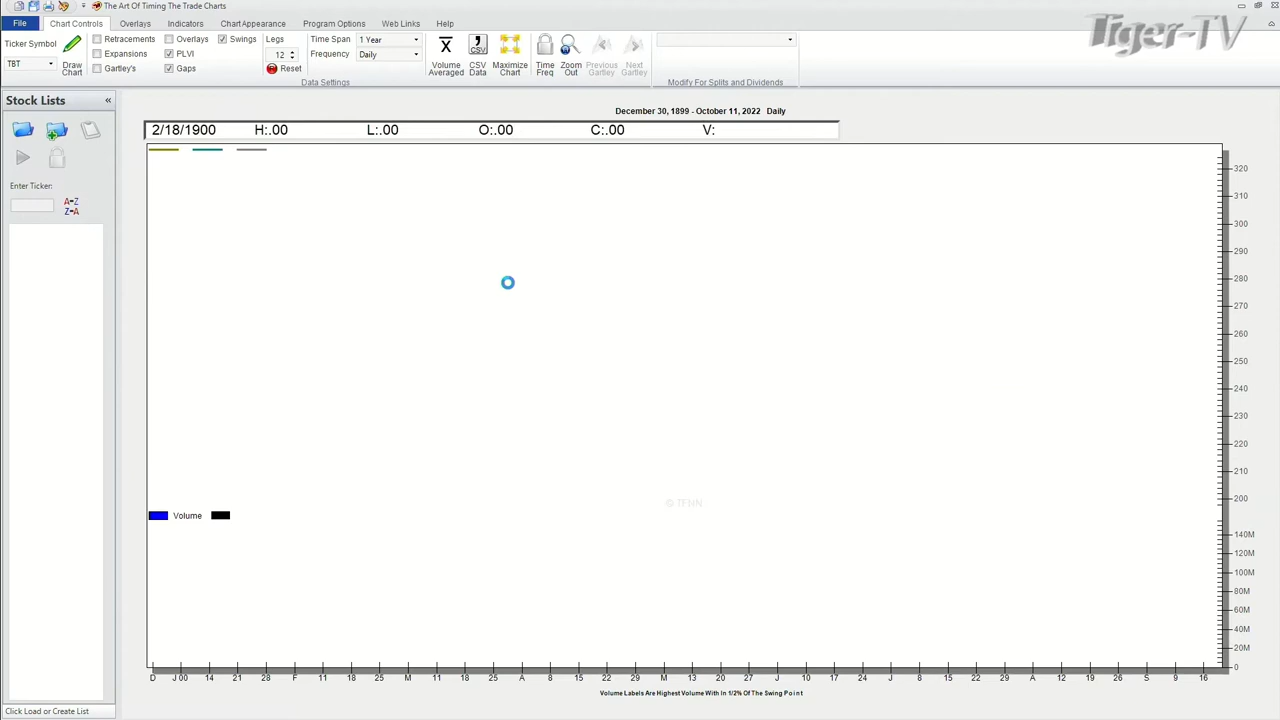 The Art Of Timing The Trade Charts
File Chart Controls Overlays Indicators Chart Appearance Program Options Web Links Help
Tiger-TV
Ticker Symbol
TBT
Draw Chart
Retracements Overlays Swings
Expansions PLVI
Gartley's Gaps
Legs
12
Reset
Time Span 1 Year
Frequency Daily
Data Settings
Volume Averaged
CSV
CSV Data
Maximize Chart
Time Freq
Zoom Out
Previous Gartley
Next Gartley
Modify For Splits and Dividends
Stock Lists «
Enter Ticker:
A-Z
Z-A
Click Load or Create List
December 30, 1899 - October 11, 2022 Daily
2/18/1900 H:.00 L:.00 O:.00 C:.00 V:
320
310
300
290
280
270
260
250
240
230
220
210
200
© TFNN
Volume
140M
120M
100M
80M
60M
40M
20M
0
D J 00 14 21 28 F 11 18 M 11 18 25 A 8 15 22 29 M 13 20 27 J 10 17 24 J 8 15 22 29 A 12 19 26 S 9 16
Volume Labels Are Highest Volume With In 1/2% Of The Swing Point